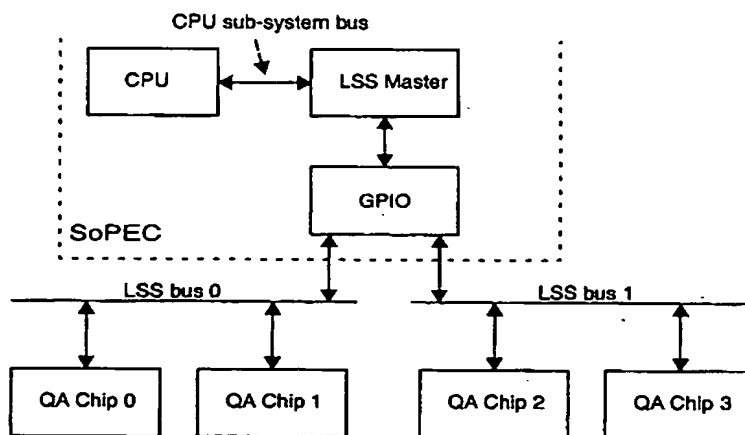 CPU sub-system bus
CPU
LSS Master
GPIO
SoPEC
LSS bus 0
LSS bus 1
QA Chip 0
QA Chip 1
QA Chip 2
QA Chip 3